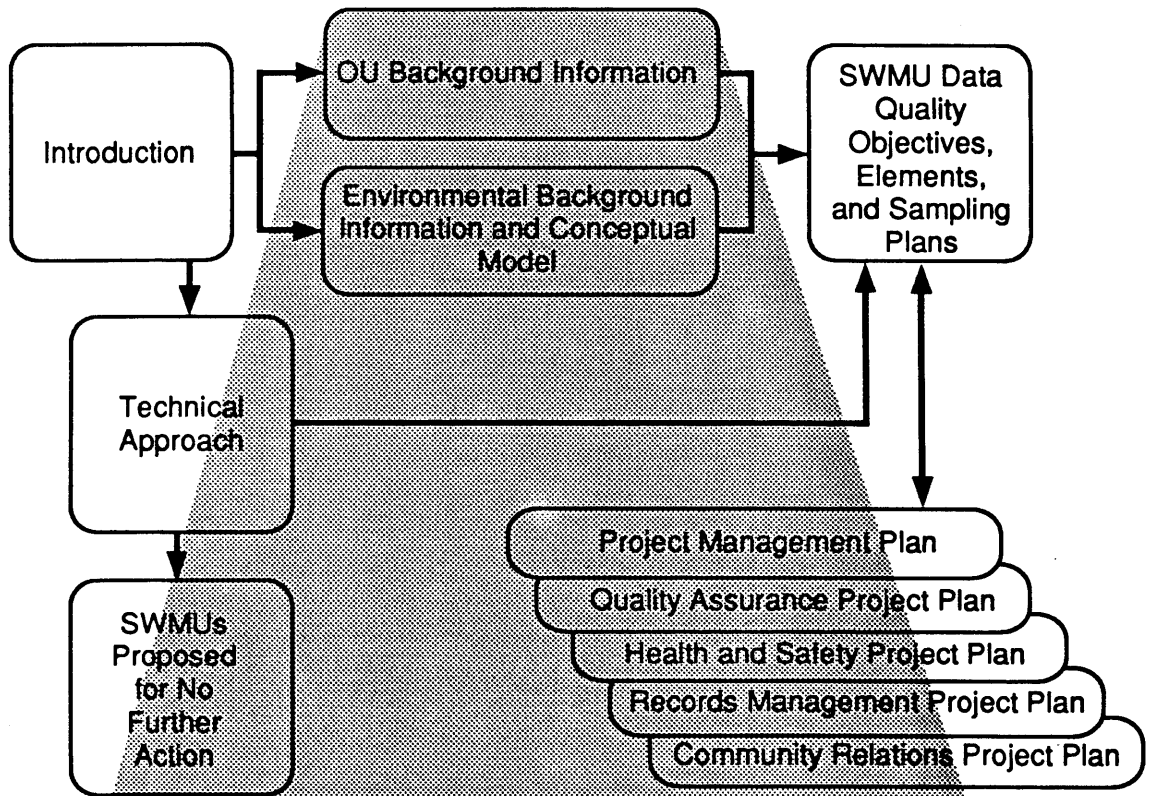 Introduction
OU Background Information
Environmental Background
Information and Conceptual
Model
SWMU Data
Quality
Objectives,
Elements,
and Sampling
Plans
Technical
Approach
SWMUs
Proposed
for No
Further
Action
Project Management Plan
Quality Assurance Project Plan
Health and Safety Project Plan
Records Management Project Plan
Community Relations Project Plan